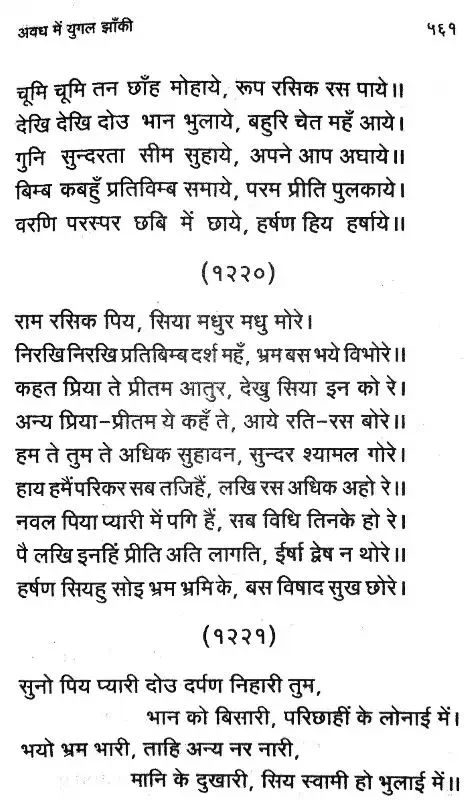 अवध में युगल झाँकी
५६१
चूमि चूमि तन छाँह मोहाये, रूप रसिक रस पाये॥
देखि देखि दोउ भान भुलाये, बहुरि चेत महँ आये।
गुनि सुन्दरता सीम सुहाये, अपने आप अघाये॥
बिम्ब कबहुँ प्रतिविम्ब समाये, परम प्रीति पुलकाये।
वरणि परस्पर छबि में छाये, हर्षण हिय हर्षाये॥
(१२२०)
राम रसिक पिय, सिया मधुर मधु मोरे।
निरखि निरखि प्रतिबिम्ब दर्श महँ, भ्रम बस भये विभोरे॥
कहत प्रिया ते प्रीतम आतुर, देखु सिया इन को रे।
अन्य प्रिया-प्रीतम ये कहँ ते, आये रति-रस बोरे॥
हम ते तुम ते अधिक सुहावन, सुन्दर श्यामल गोरे।
हाय हमैं परिकर सब तजिहैं, लखि रस अधिक अहो रे॥
नवल पिया प्यारी में पगि हैं, सब विधि तिनके हो रे।
पै लखि इनहिं प्रीति अति लागति, ईर्षा द्वेष न थोरे॥
हर्षण सियहु सोइ भ्रम भ्रमि के, बस विषाद सुख छोरे।
(१२२१)
सुनो पिय प्यारी दोउ दर्पण निहारी तुम,
भान को बिसारी, परिछाहीं के लोनाई में।
भयो भ्रम भारी, ताहि अन्य नर नारी,
मानि के दुखारी, सिय स्वामी हो भुलाई में॥